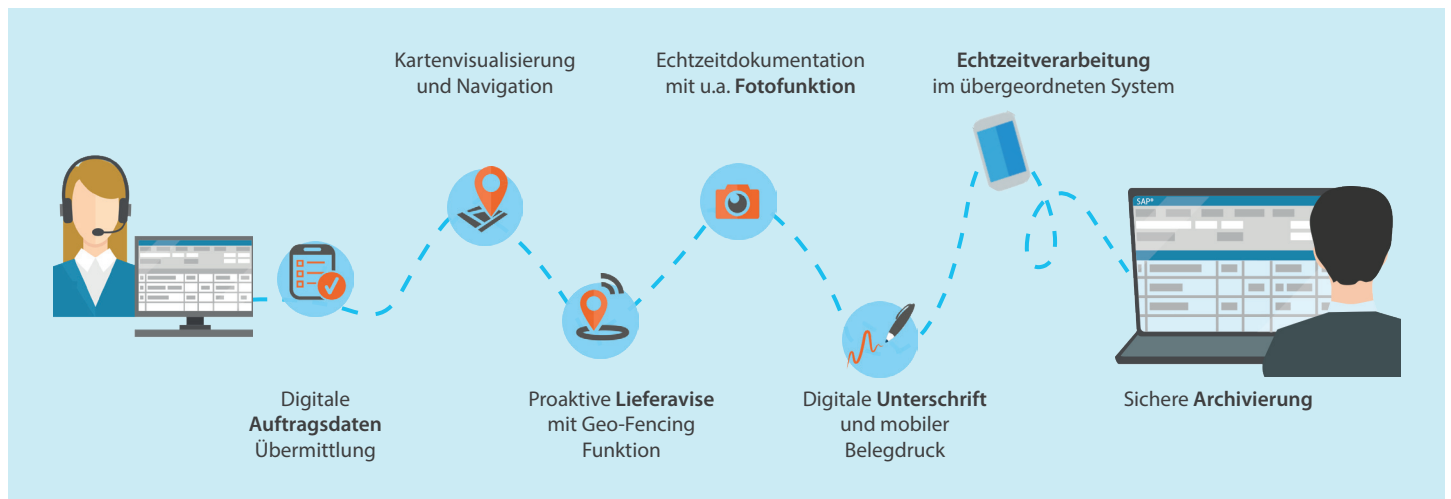 Kartenvisualisierung
und Navigation
Echtzeitdokumentation
mit u.a. Fotofunktion
Echtzeitverarbeitung
im übergeordneten System
SAP®
Digitale
Auftragsdaten
Übermittlung
Proaktive Lieferavise
mit Geo-Fencing
Funktion
Digitale Unterschrift
und mobiler
Belegdruck
Sichere Archivierung